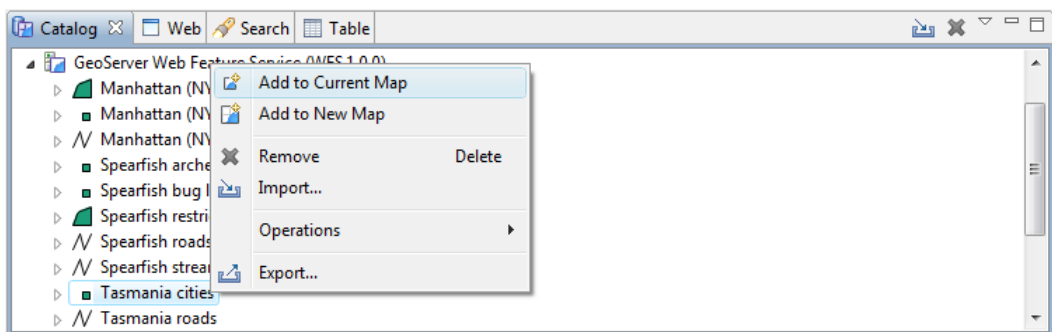 Catalog Web Search Table
GeoServer Web Feature Service (WFS 1.0.0)
Manhattan (NY
Add to Current Map
Manhattan (NY
Add to New Map
Manhattan (NY
Spearfish arche
Remove Delete
Spearfish bug l
Import...
Spearfish restri
Spearfish roads
Operations
Spearfish strea
Export...
Tasmania cities
Tasmania roads